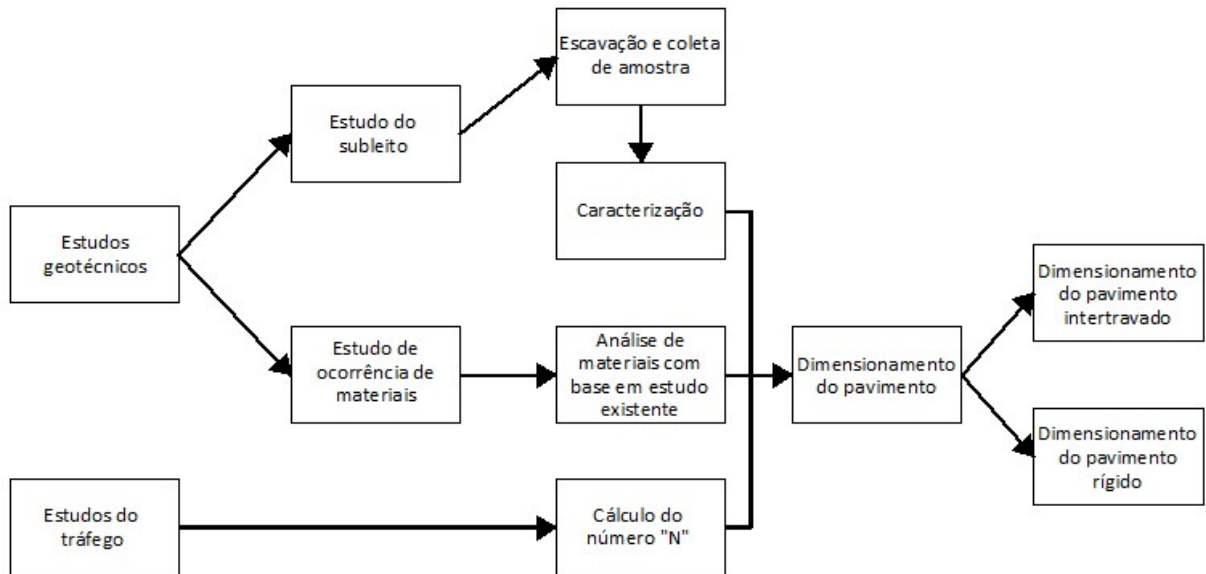 Escavação e coleta
de amostra
Estudo do
subleito
Caracterização
Estudos
geotécnicos
Dimensionamento
do pavimento
intertravado
Estudo de
ocorrência de
materiais
Análise de
materiais com
base em estudo
existente
Dimensionamento
do pavimento
Dimensionamento
do pavimento
rígido
Estudos do
tráfego
Cálculo do
número "N"